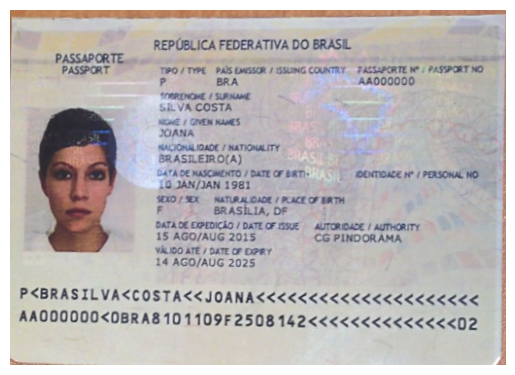 REPÚBLICA FEDERATIVA DO BRASIL
PASSAPORTE
PASSPORT
TIPO / TYPE PAÍS EMISSOR / ISSUING COUNTRY PASSAPORTE Nº / PASSPORT NO
P BRA AA000000
SOBRENOME / SURNAME
SILVA COSTA
NOME / GIVEN NAMES
JOANA
NACIONALIDADE / NATIONALITY
BRASILEIRO(A)
DATA DE NASCIMENTO / DATE OF BIRTH IDENTIDADE Nº / PERSONAL NO
10 JAN/JAN 1981
SEXO / SEX NATURALIDADE / PLACE OF BIRTH
F BRASÍLIA, DF
DATA DE EXPEDIÇÃO / DATE OF ISSUE AUTORIDADE / AUTHORITY
15 AGO/AUG 2015 CG PINDORAMA
VÁLIDO ATÉ / DATE OF EXPIRY
14 AGO/AUG 2025
P<BRASILVA<COSTA<<JOANA<<<<<<<<<<<<<<<<<<<<<
AA000000<0BRA8101109F2508142<<<<<<<<<<<<<<02